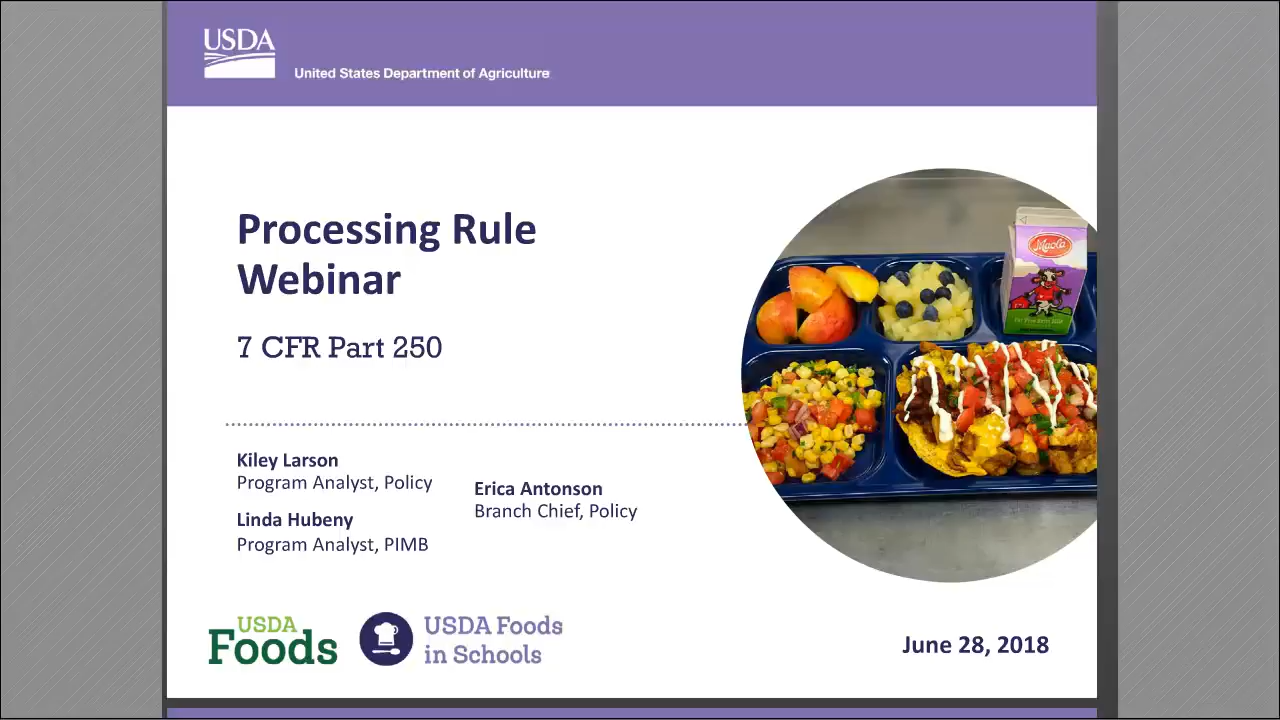 USDA
United States Department of Agriculture
Processing Rule
Webinar
7 CFR Part 250
Kiley Larson
Program Analyst, Policy
Linda Hubeny
Program Analyst, PIMB
Erica Antonson
Branch Chief, Policy
Maola
USDA
Foods
USDA Foods
in Schools
June 28, 2018